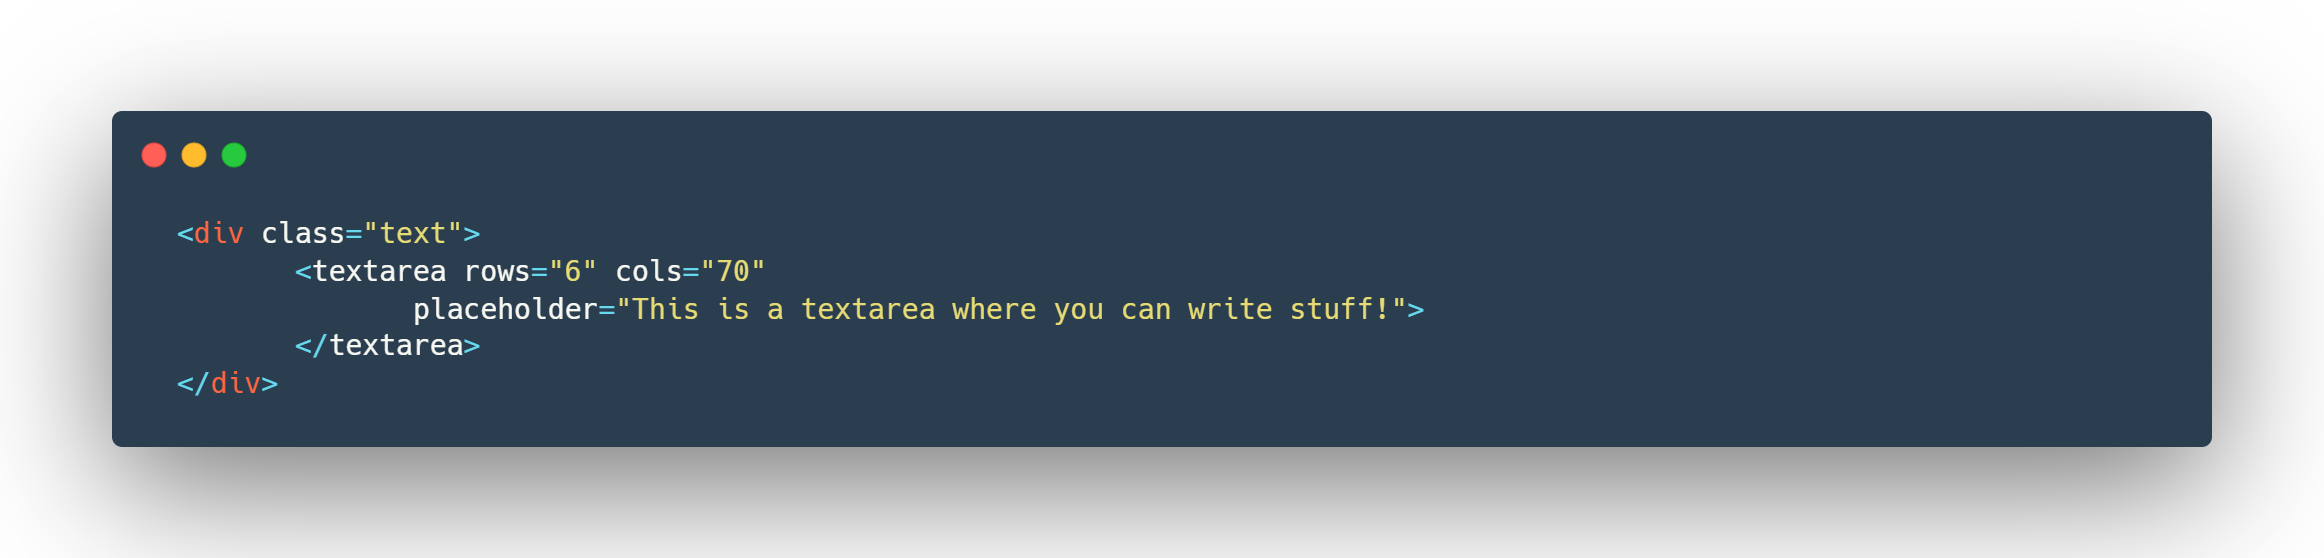 <div class="text">
<textarea rows="6" cols="70"
placeholder="This is a textarea where you can write stuff!">
</textarea>
</div>